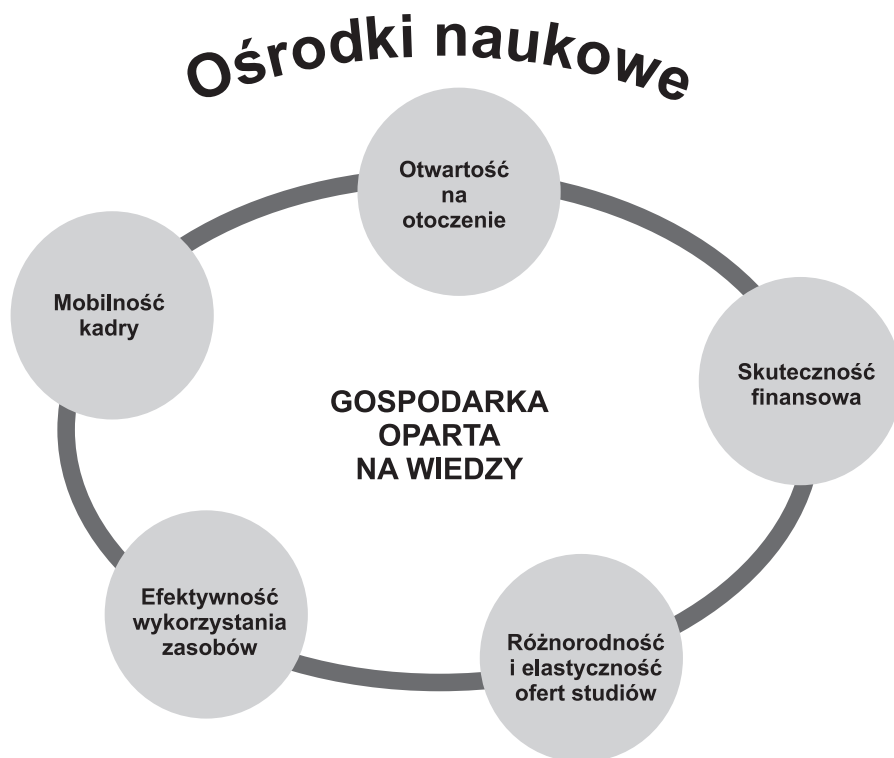 Ośrodki naukowe
Otwartość
na
otoczenie
Mobilność
kadry
Skuteczność
finansowa
GOSPODARKA
OPARTA
NA WIEDZY
Efektywność
wykorzystania
zasobów
Różnorodność
i elastyczność
ofert studiów